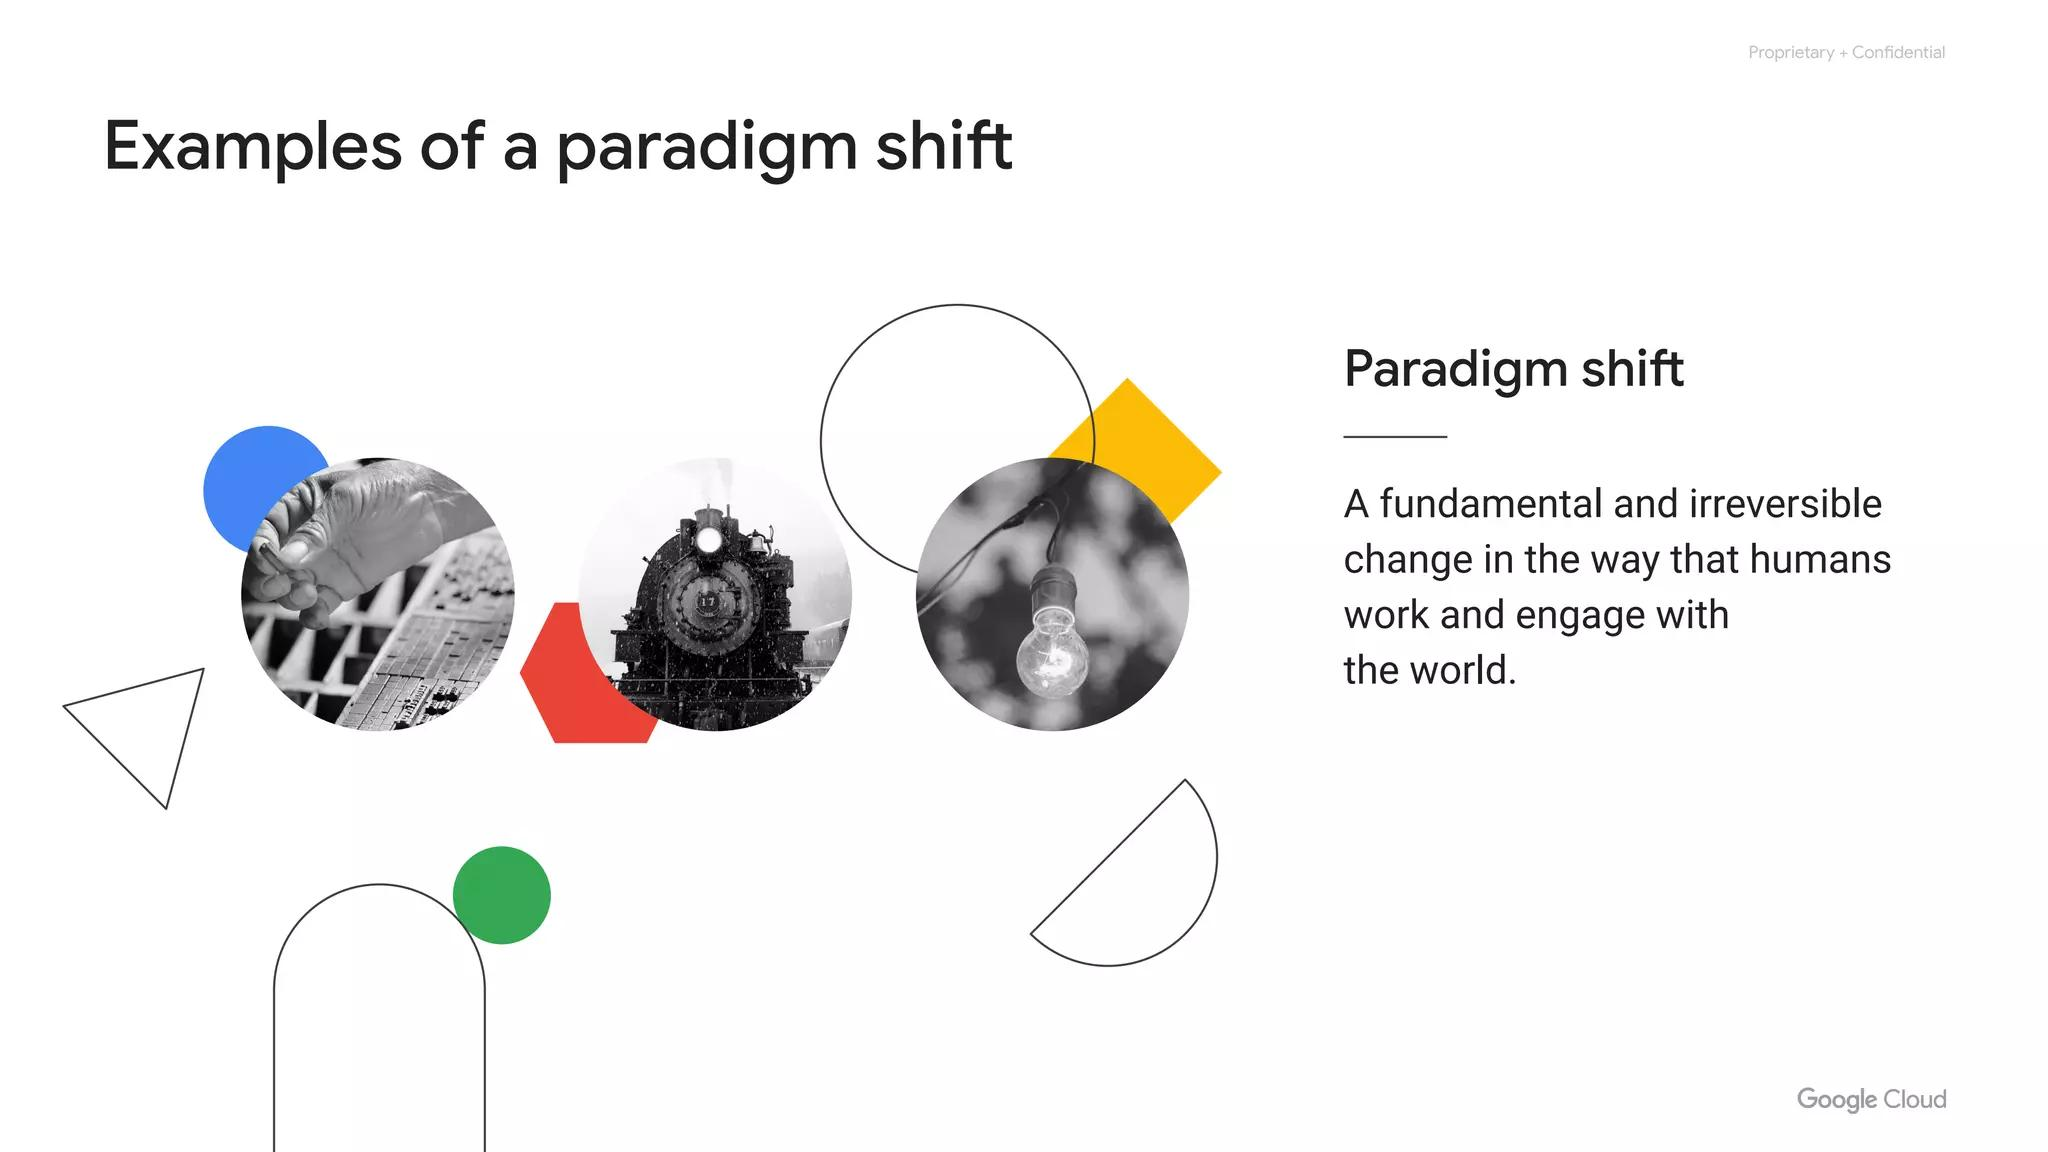 Proprietary + Confidential
Examples of a paradigm shift
Paradigm shift
A fundamental and irreversible
change in the way that humans
work and engage with
the world.
17
Google Cloud